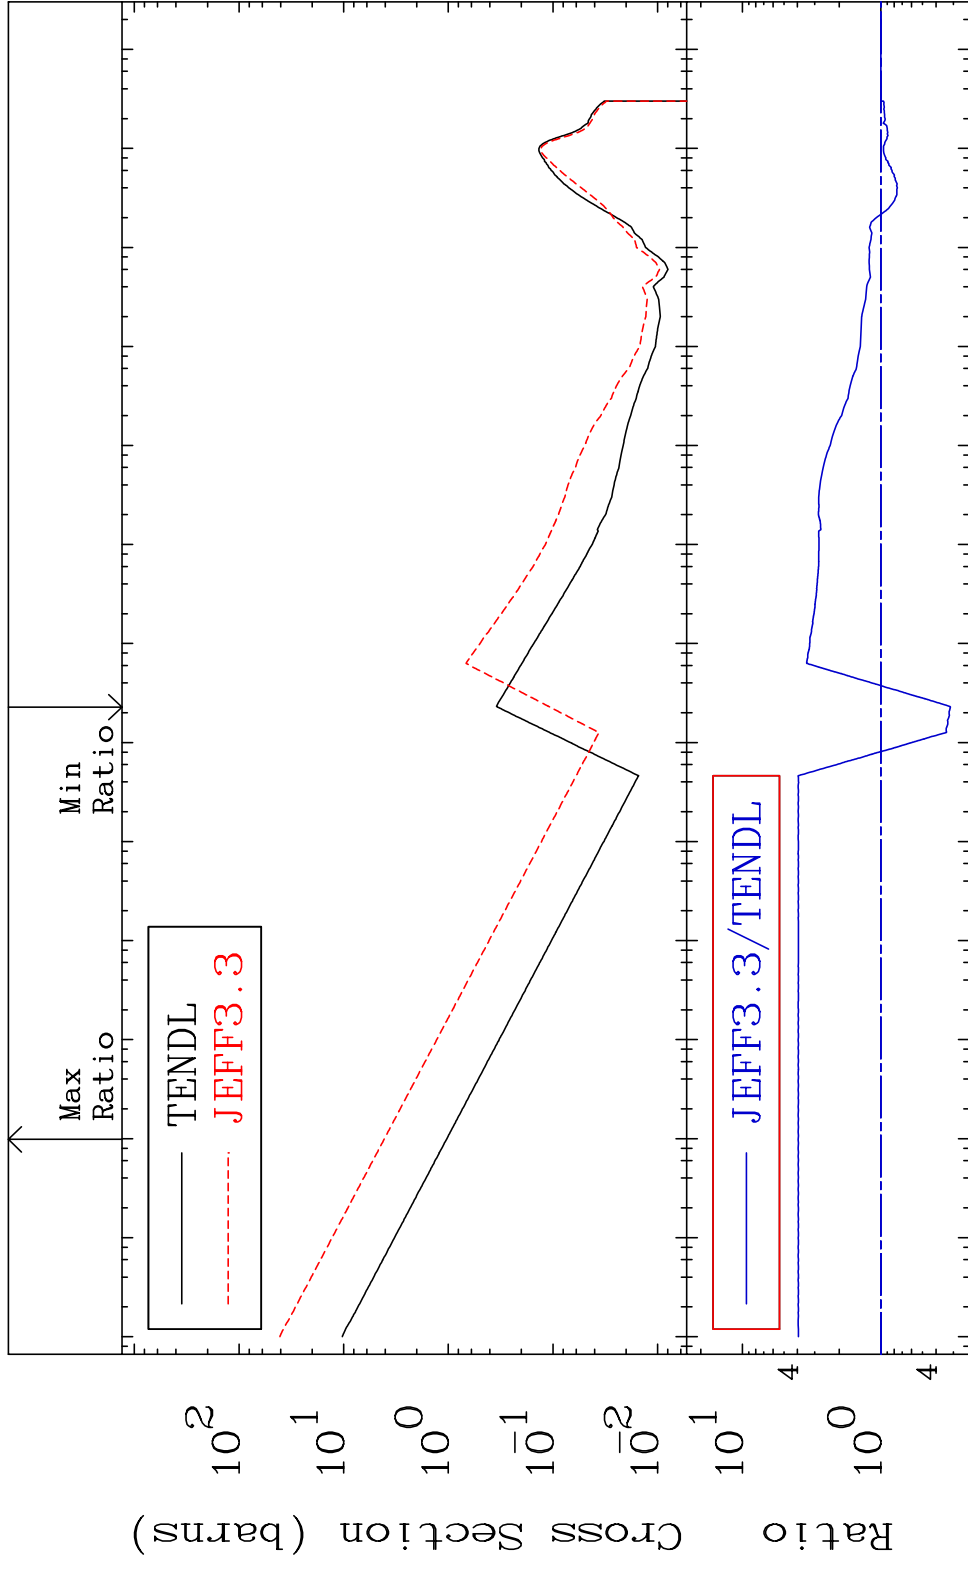 Max
Ratio
Min
Ratio
TENDL
JEFF3.3
10 2
10 1
10 0
10 -1
10 -2
Cross Section (barns)
JEFF3.3/TENDL
10 1
4
10 0
4
Ratio